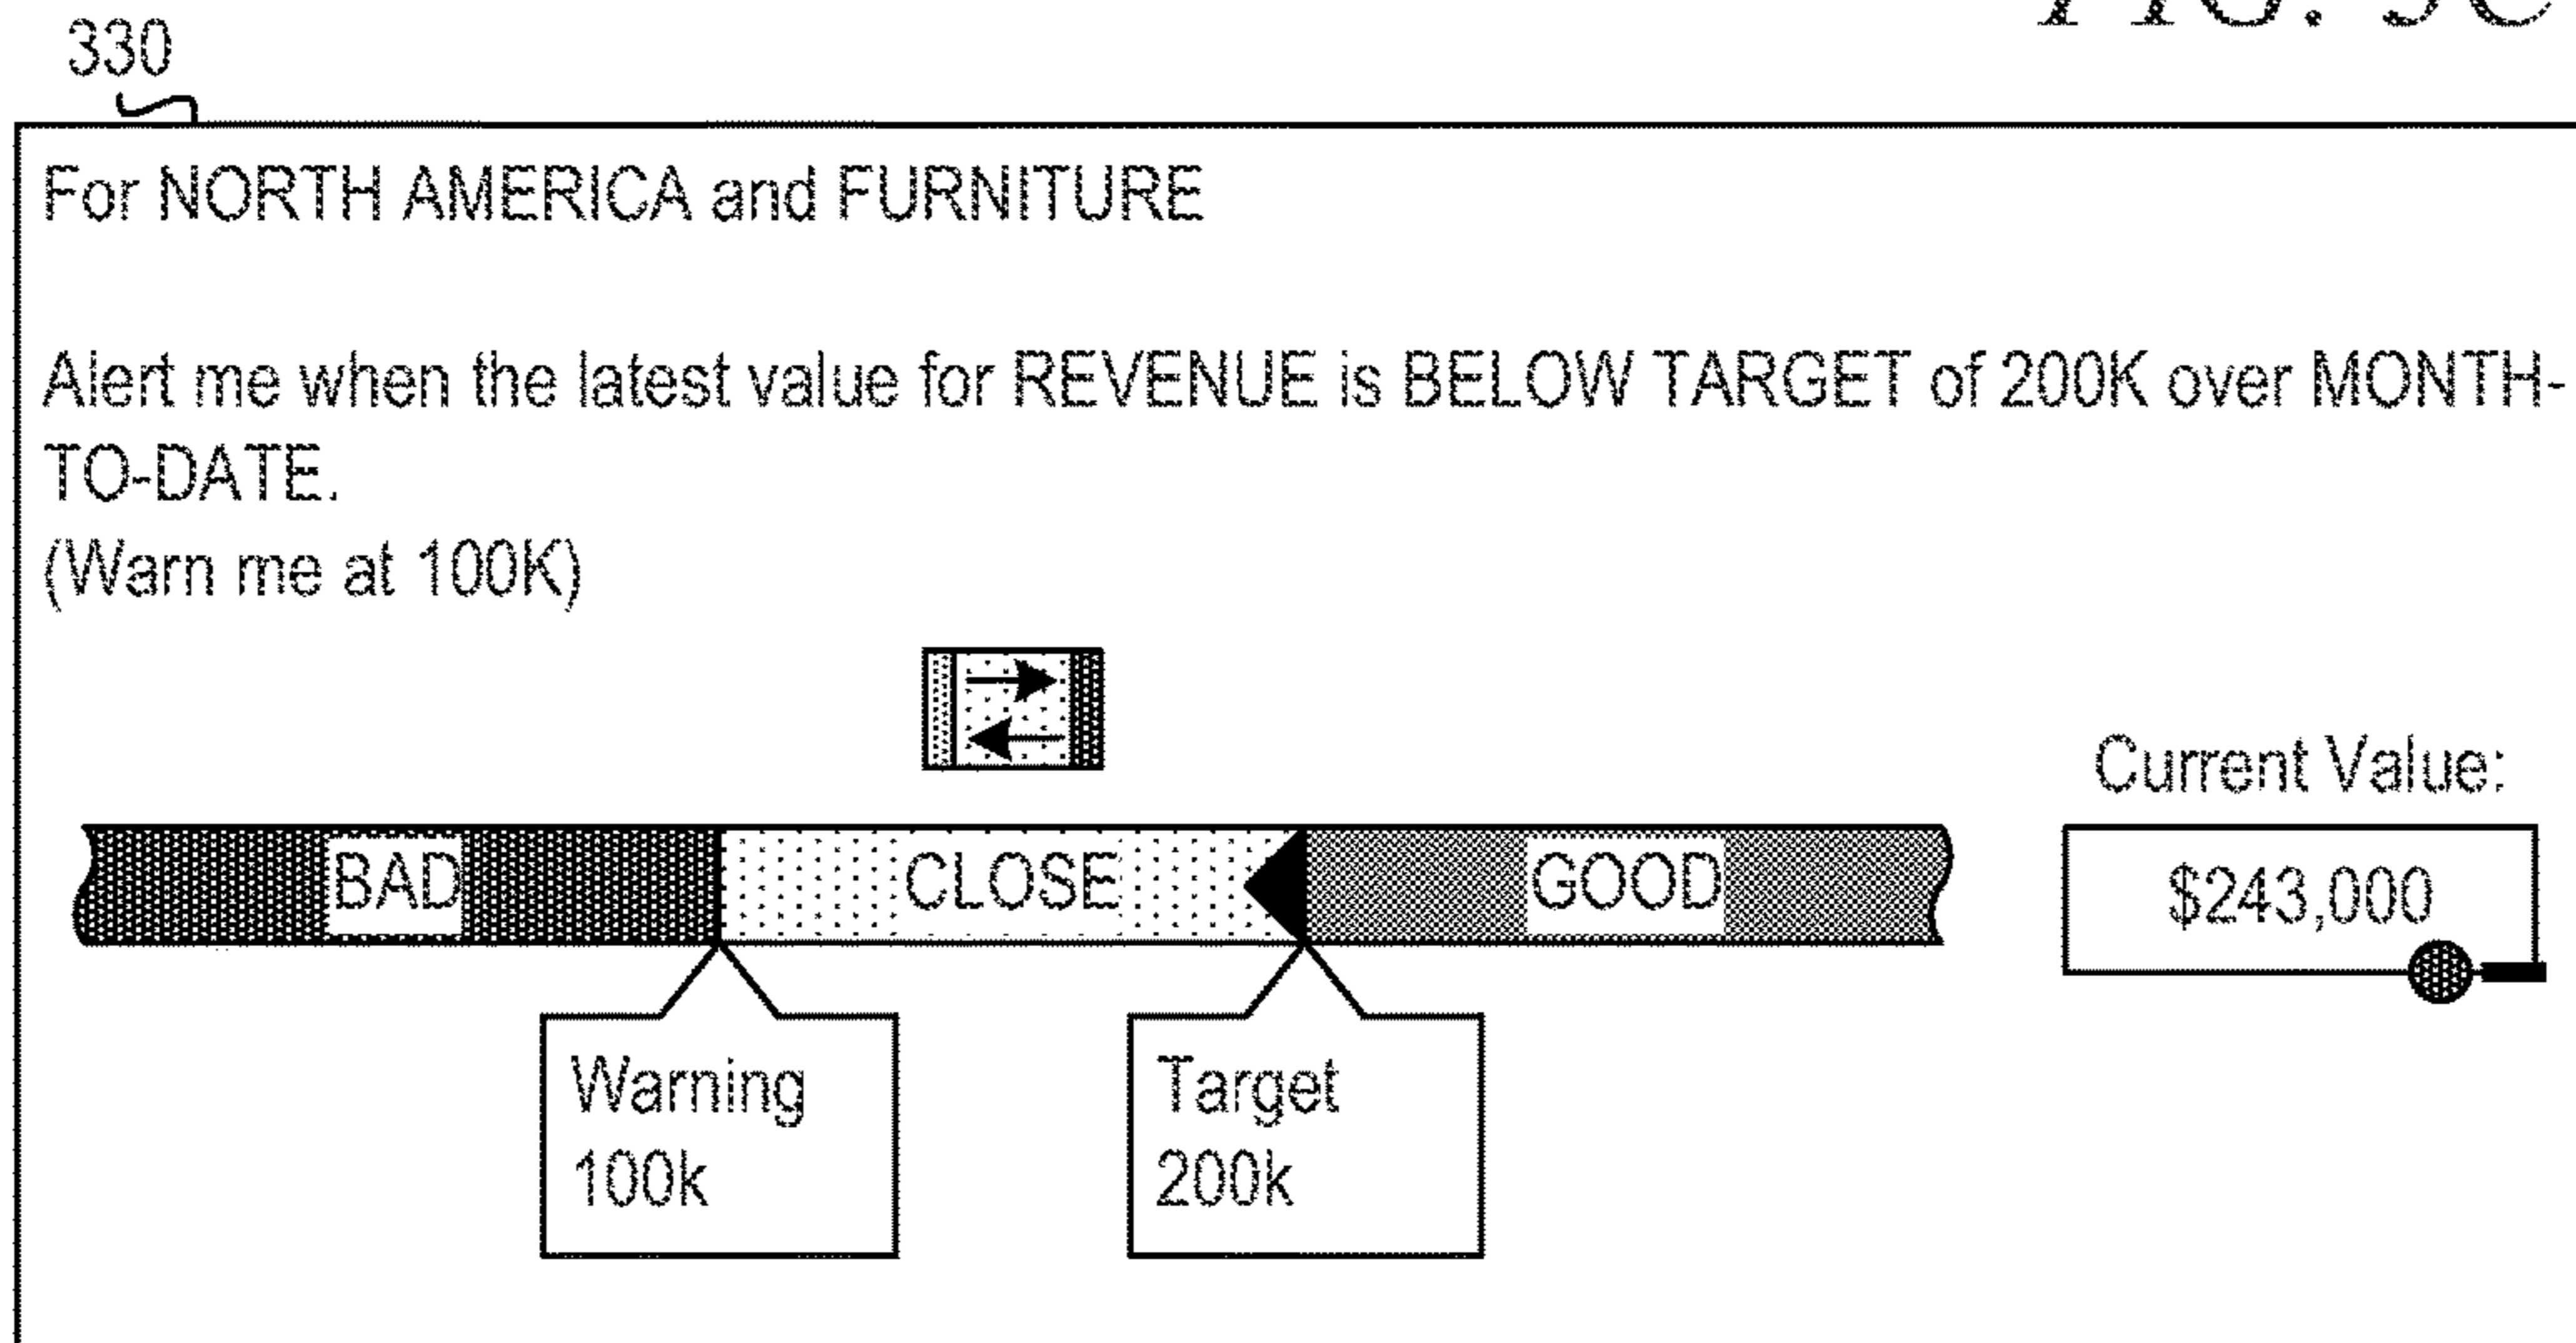 330
For NORTH AMERICA and FURNITURE
Alert me when the latest value for REVENUE is BELOW TARGET of 200K over MONTH-
TO-DATE.
(Warn me at 100K)
Current Value:
BAD
CLOSE
GOOD
$243,000
Warning
100k
Target
200k